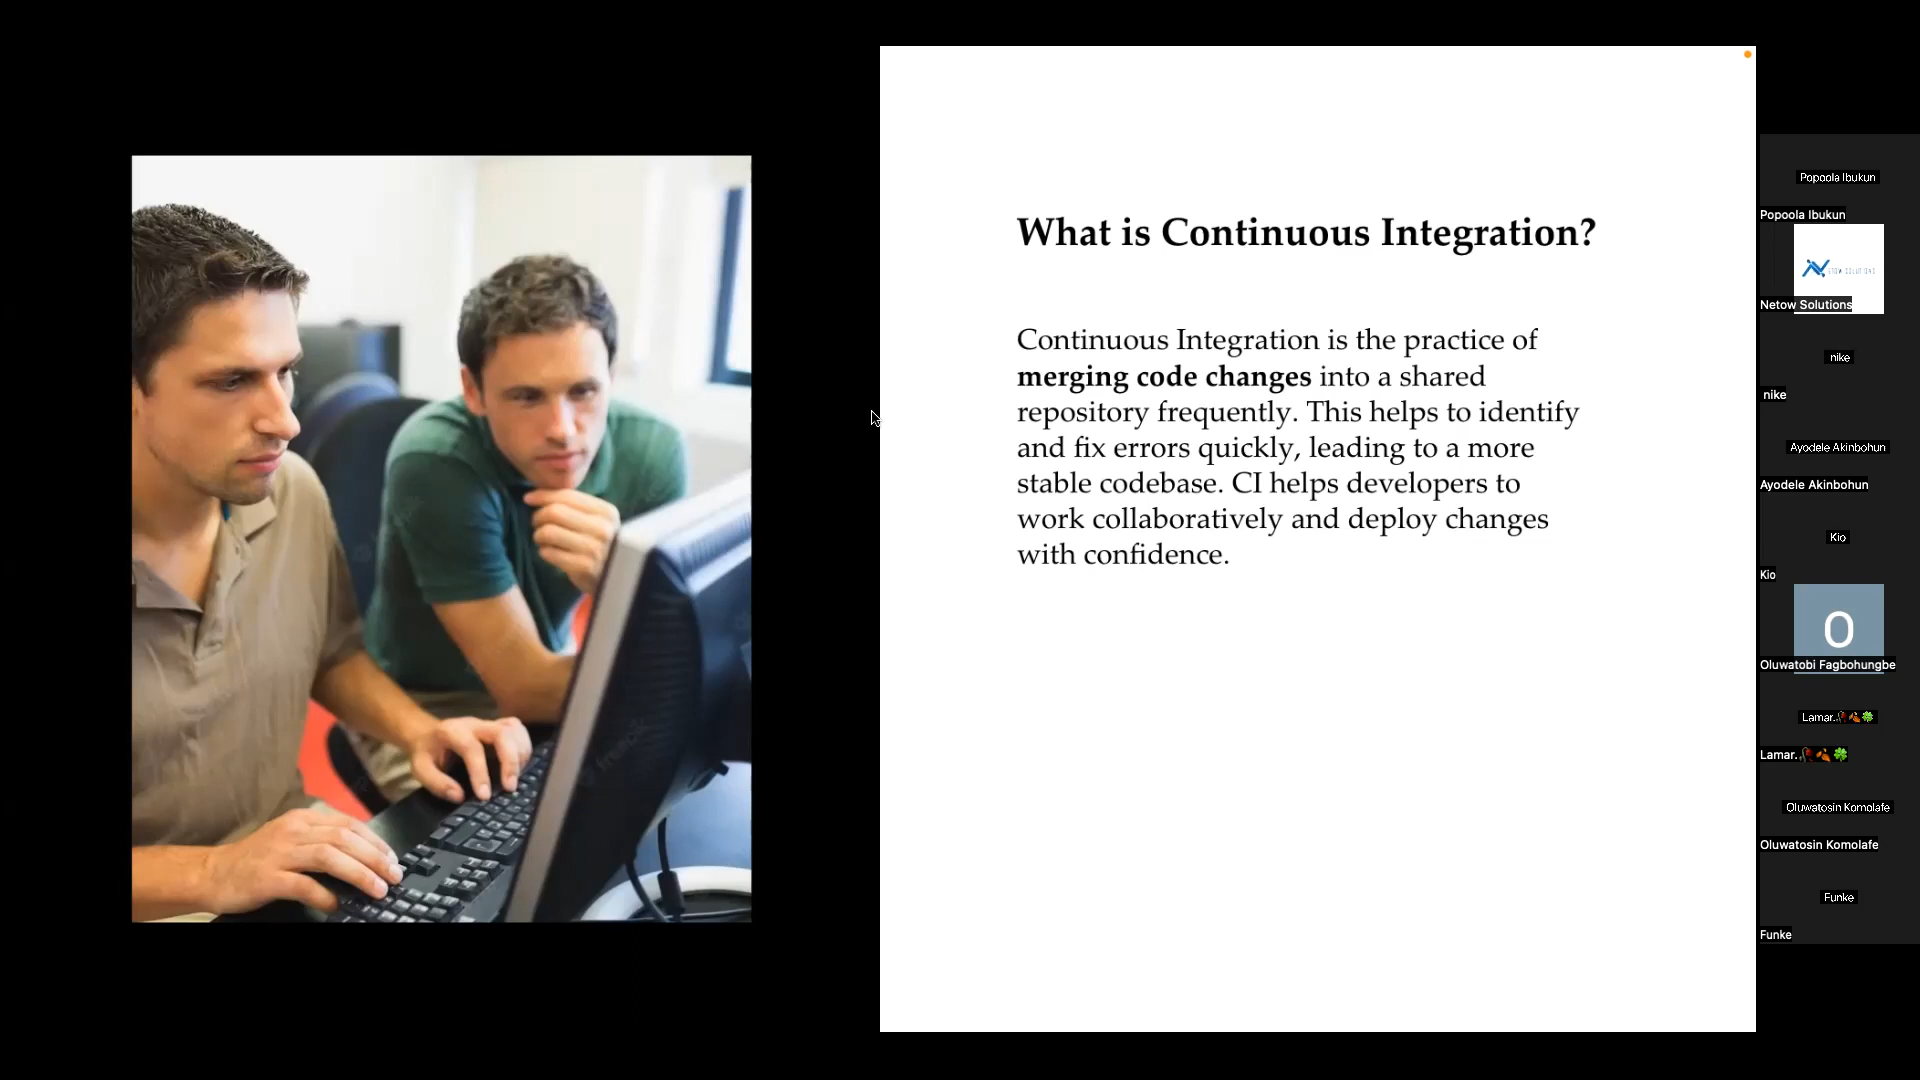 What is Continuous Integration?
Continuous Integration is the practice of
merging code changes into a shared
repository frequently. This helps to identify
and fix errors quickly, leading to a more
stable codebase. CI helps developers to
work collaboratively and deploy changes
with confidence.
Popoola Ibukun
Popoola Ibukun
Netow Solutions
nike
nike
Ayodele Akinbohun
Ayodele Akinbohun
Kio
Kio
O
Oluwatobi Fagbohungbe
Lamar..🥀🍂🍀
Lamar..🥀🍂🍀
Oluwatosin Komolafe
Oluwatosin Komolafe
Funke
Funke